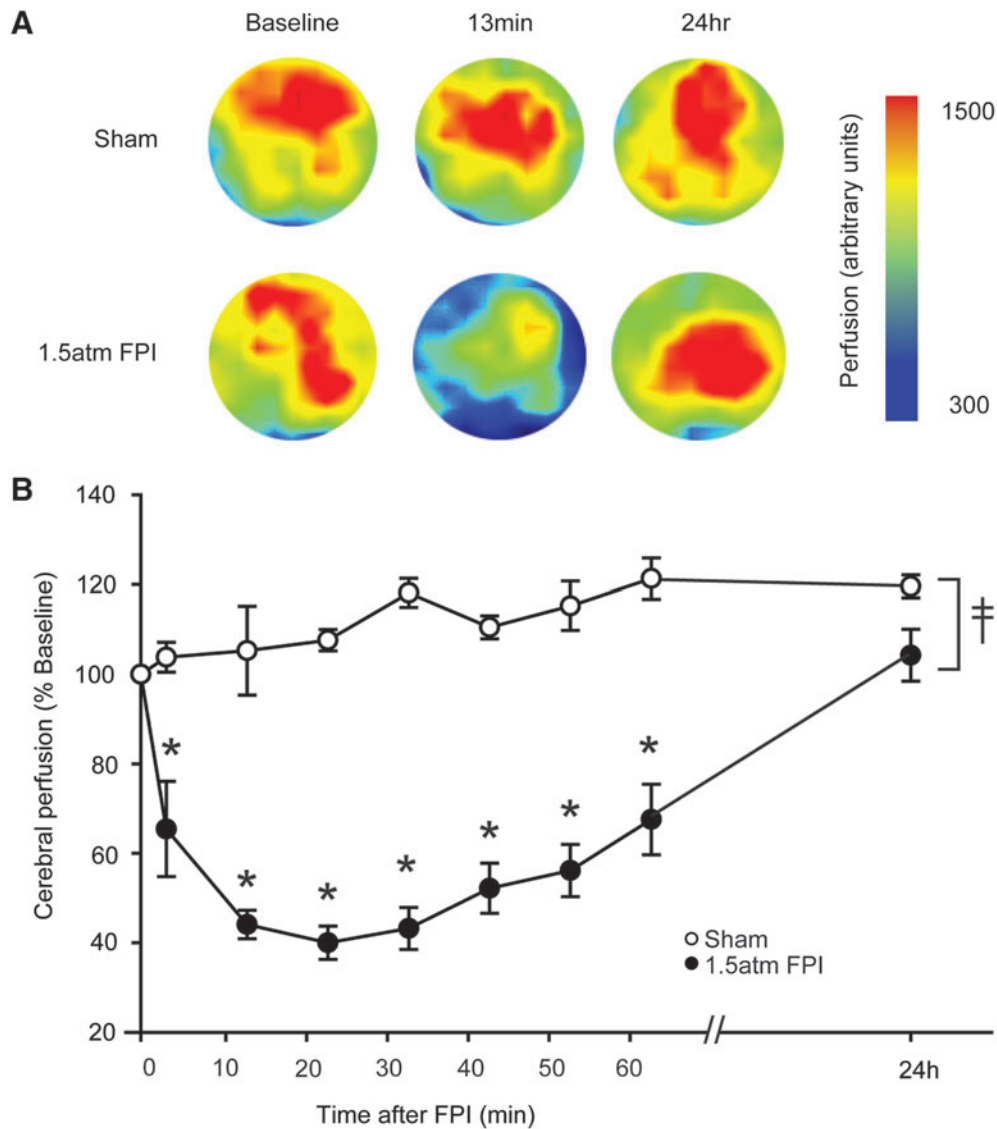 A
Baseline 13min 24hr
Sham
1.5atm FPI
Perfusion (arbitrary units)
1500
300
B
Cerebral perfusion (% Baseline)
140
120
100
80
60
40
20
* * * * * * *
‡
Sham
1.5atm FPI
0 10 20 30 40 50 60 24h
Time after FPI (min)